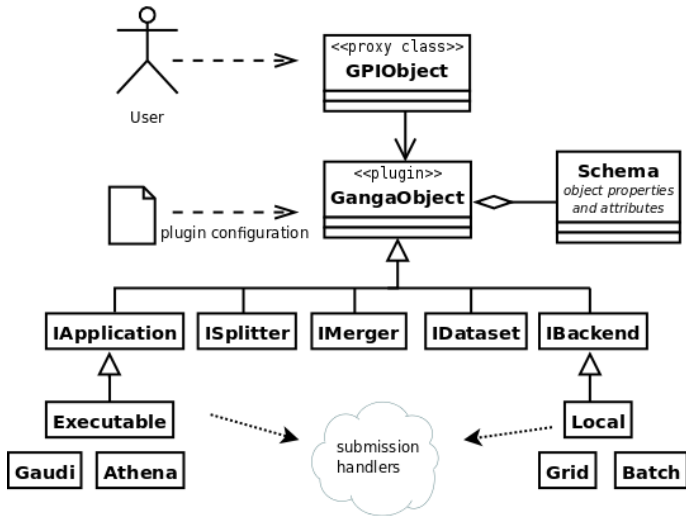 <<proxy class>>
GPIObject
User
<<plugin>>
GangaObject
Schema
object properties
and attributes
plugin configuration
IApplication
ISplitter
IMerger
IDataset
IBackend
Executable
Local
submission
handlers
Gaudi
Athena
Grid
Batch